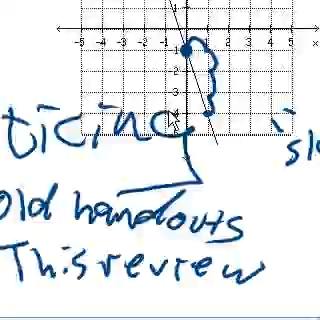 1
-5 -4 -3 -2 -1 2 3 4 5 x
-1
-2
-3
-4
-5
ticing
Old handouts
This review